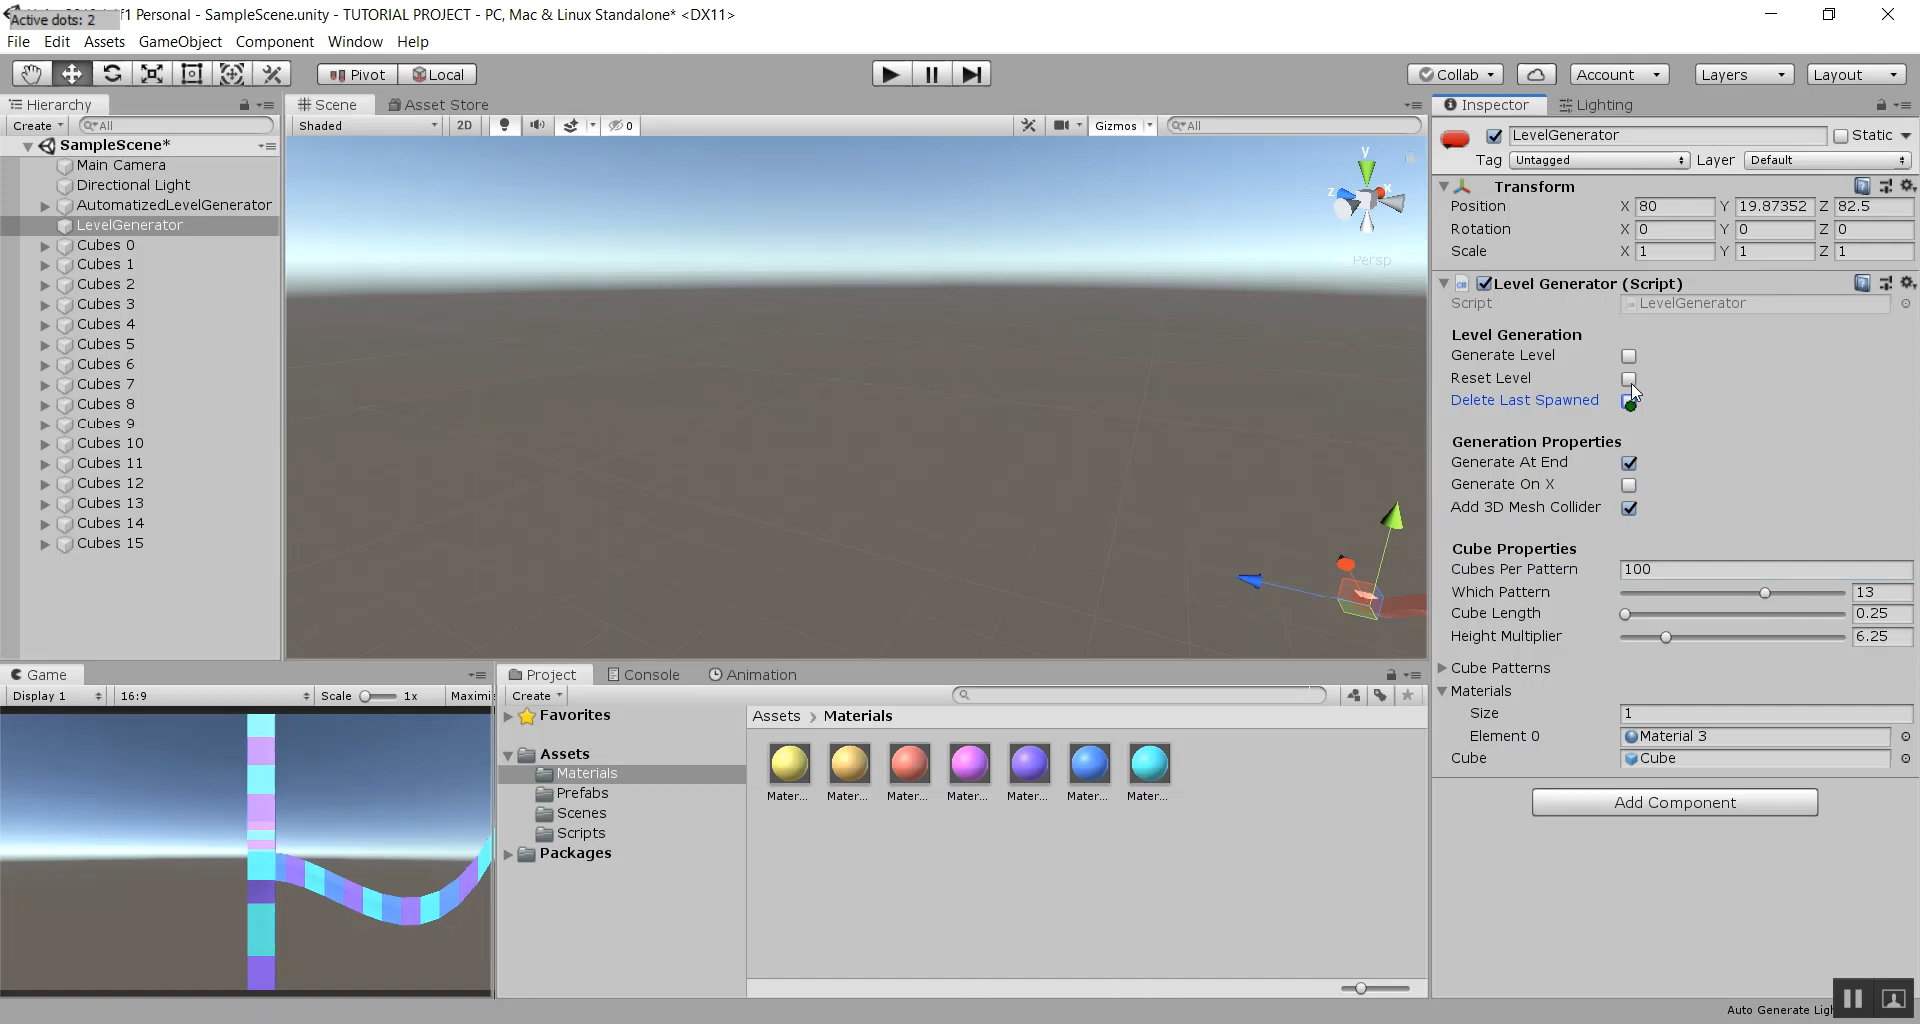 Active dots: 2
f1 Personal - SampleScene.unity - TUTORIAL PROJECT - PC, Mac & Linux Standalone* <DX11>
File Edit Assets GameObject Component Window Help
Pivot Local Collab Account Layers Layout
Hierarchy
Create All
SampleScene*
Main Camera
Directional Light
AutomatizedLevelGenerator
LevelGenerator
Cubes 0
Cubes 1
Cubes 2
Cubes 3
Cubes 4
Cubes 5
Cubes 6
Cubes 7
Cubes 8
Cubes 9
Cubes 10
Cubes 11
Cubes 12
Cubes 13
Cubes 14
Cubes 15
Scene Asset Store
Shaded 2D 0 Gizmos All
y
z x
Persp
Inspector Lighting
LevelGenerator Static
Tag Untagged Layer Default
Transform
Position X 80 Y 19.87352 Z 82.5
Rotation X 0 Y 0 Z 0
Scale X 1 Y 1 Z 1
Level Generator (Script)
Script LevelGenerator
Level Generation
Generate Level
Reset Level
Delete Last Spawned
Generation Properties
Generate At End
Generate On X
Add 3D Mesh Collider
Cube Properties
Cubes Per Pattern 100
Which Pattern 13
Cube Length 0.25
Height Multiplier 6.25
Cube Patterns
Materials
Size 1
Element 0 Material 3
Cube Cube
Add Component
Game
Display 1 16:9 Scale 1x Maximi
Project Console Animation
Create
Favorites
Assets
Materials
Prefabs
Scenes
Scripts
Packages
Assets > Materials
Mater... Mater... Mater... Mater... Mater... Mater... Mater...
Auto Generate Ligh